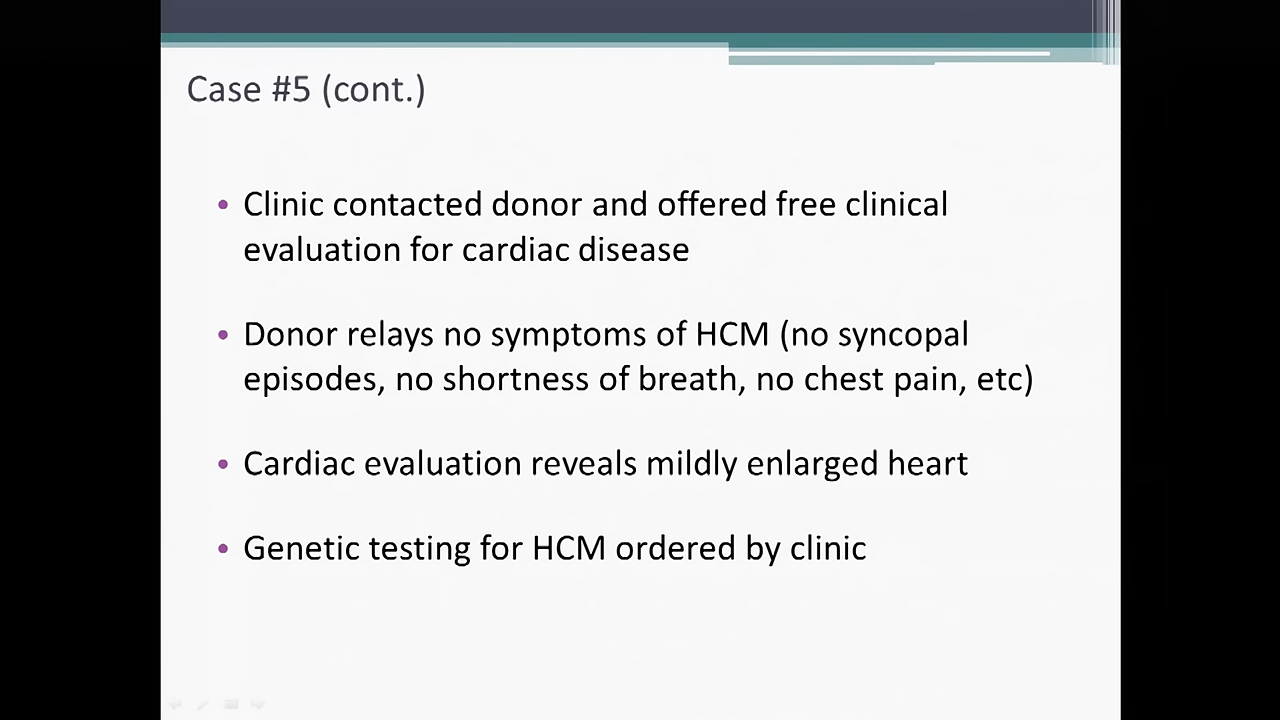 Case #5 (cont.)
• Clinic contacted donor and offered free clinical
evaluation for cardiac disease
• Donor relays no symptoms of HCM (no syncopal
episodes, no shortness of breath, no chest pain, etc)
• Cardiac evaluation reveals mildly enlarged heart
• Genetic testing for HCM ordered by clinic